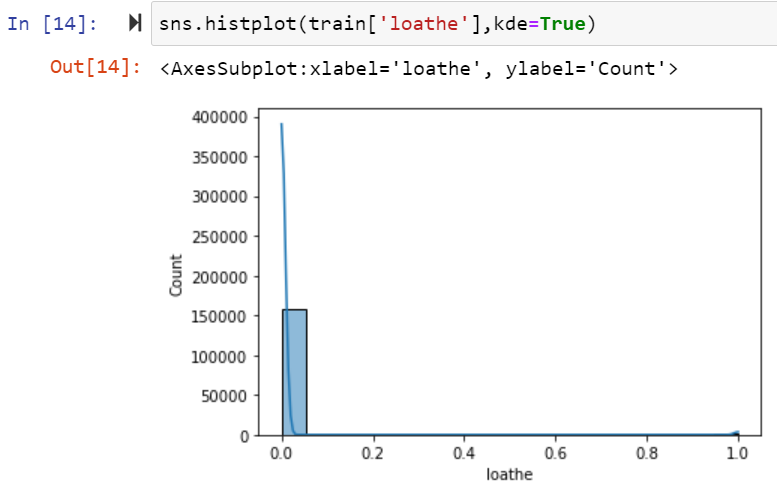 In [14]: sns.histplot(train['loathe'],kde=True)
Out[14]: <AxesSubplot:xlabel='loathe', ylabel='Count'>
400000
350000
300000
250000
200000
150000
100000
50000
0
Count
0.0 0.2 0.4 0.6 0.8 1.0
loathe